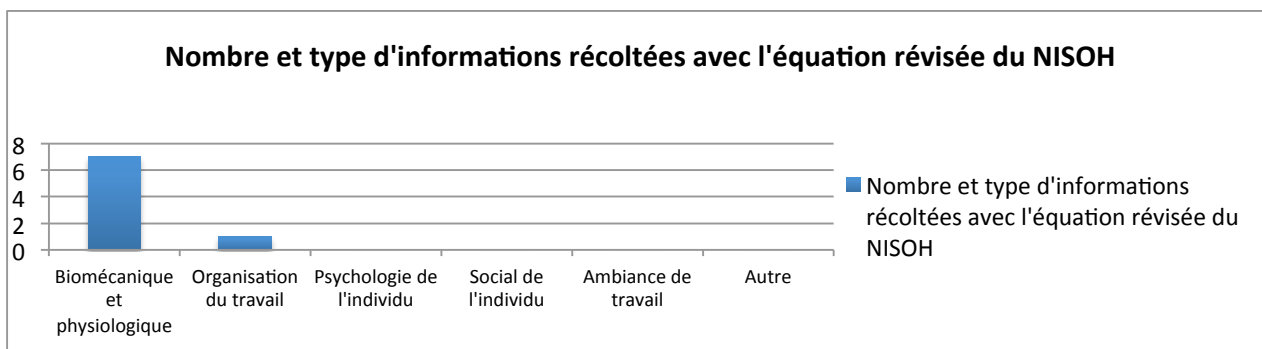 Nombre et type d'informations récoltées avec l'équation révisée du NISOH
8
6
4
2
0
Biomécanique
et
physiologique
Organisation
du travail
Psychologie de
l'individu
Social de
l'individu
Ambiance de
travail
Autre
Nombre et type d'informations
récoltées avec l'équation révisée du
NISOH